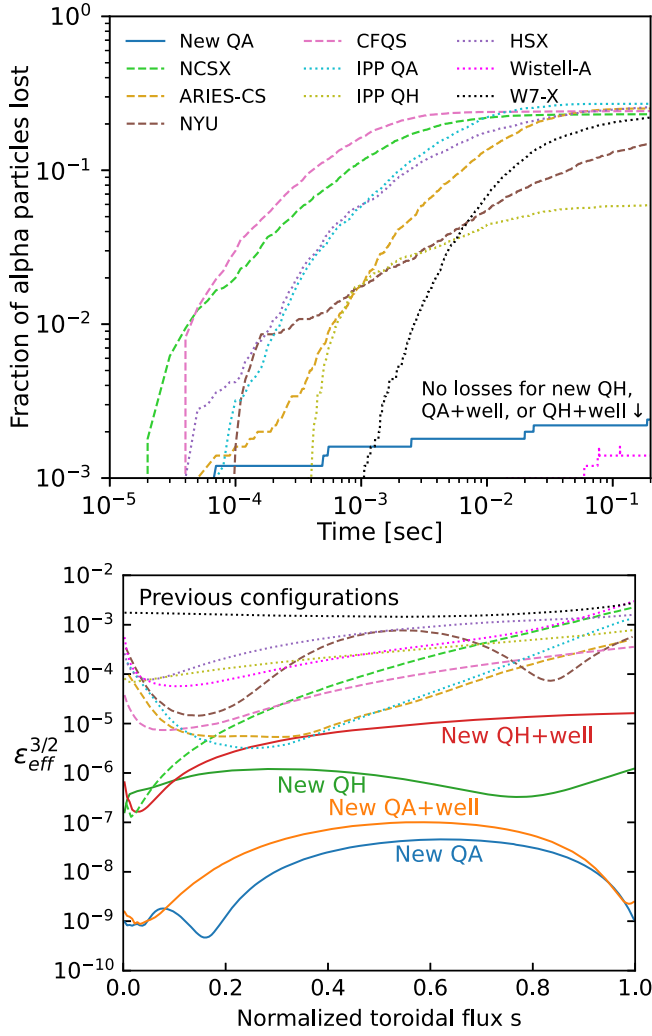 New QA
NCSX
ARIES-CS
NYU
CFQS
IPP QA
IPP QH
HSX
Wistell-A
W7-X
Fraction of alpha particles lost
10⁰
10⁻¹
10⁻²
10⁻³
No losses for new QH,
QA+well, or QH+well↓
10⁻⁵
10⁻⁴
10⁻³
10⁻²
10⁻¹
Time [sec]
10⁻²
10⁻³
10⁻⁴
10⁻⁵
10⁻⁶
10⁻⁷
10⁻⁸
10⁻⁹
10⁻¹⁰
Previous configurations
ε_eff^3/2
New QH+well
New QH
New QA+well
New QA
0.0
0.2
0.4
0.6
0.8
1.0
Normalized toroidal flux s